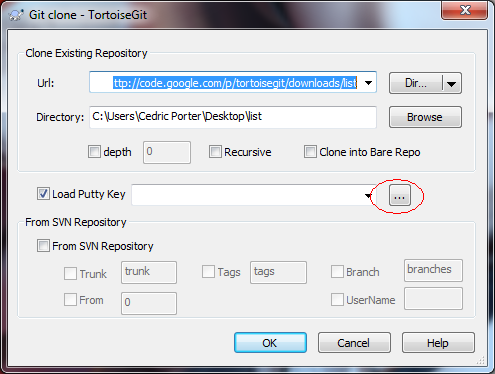 Git clone - TortoiseGit
Clone Existing Repository
Url: ttp://code.google.com/p/tortoisegit/downloads/list Dir...
Directory: C:\Users\Cedric Porter\Desktop\list Browse
depth 0 Recursive Clone into Bare Repo
Load Putty Key ...
From SVN Repository
From SVN Repository
Trunk trunk Tags tags Branch branches
From 0 UserName
OK Cancel Help